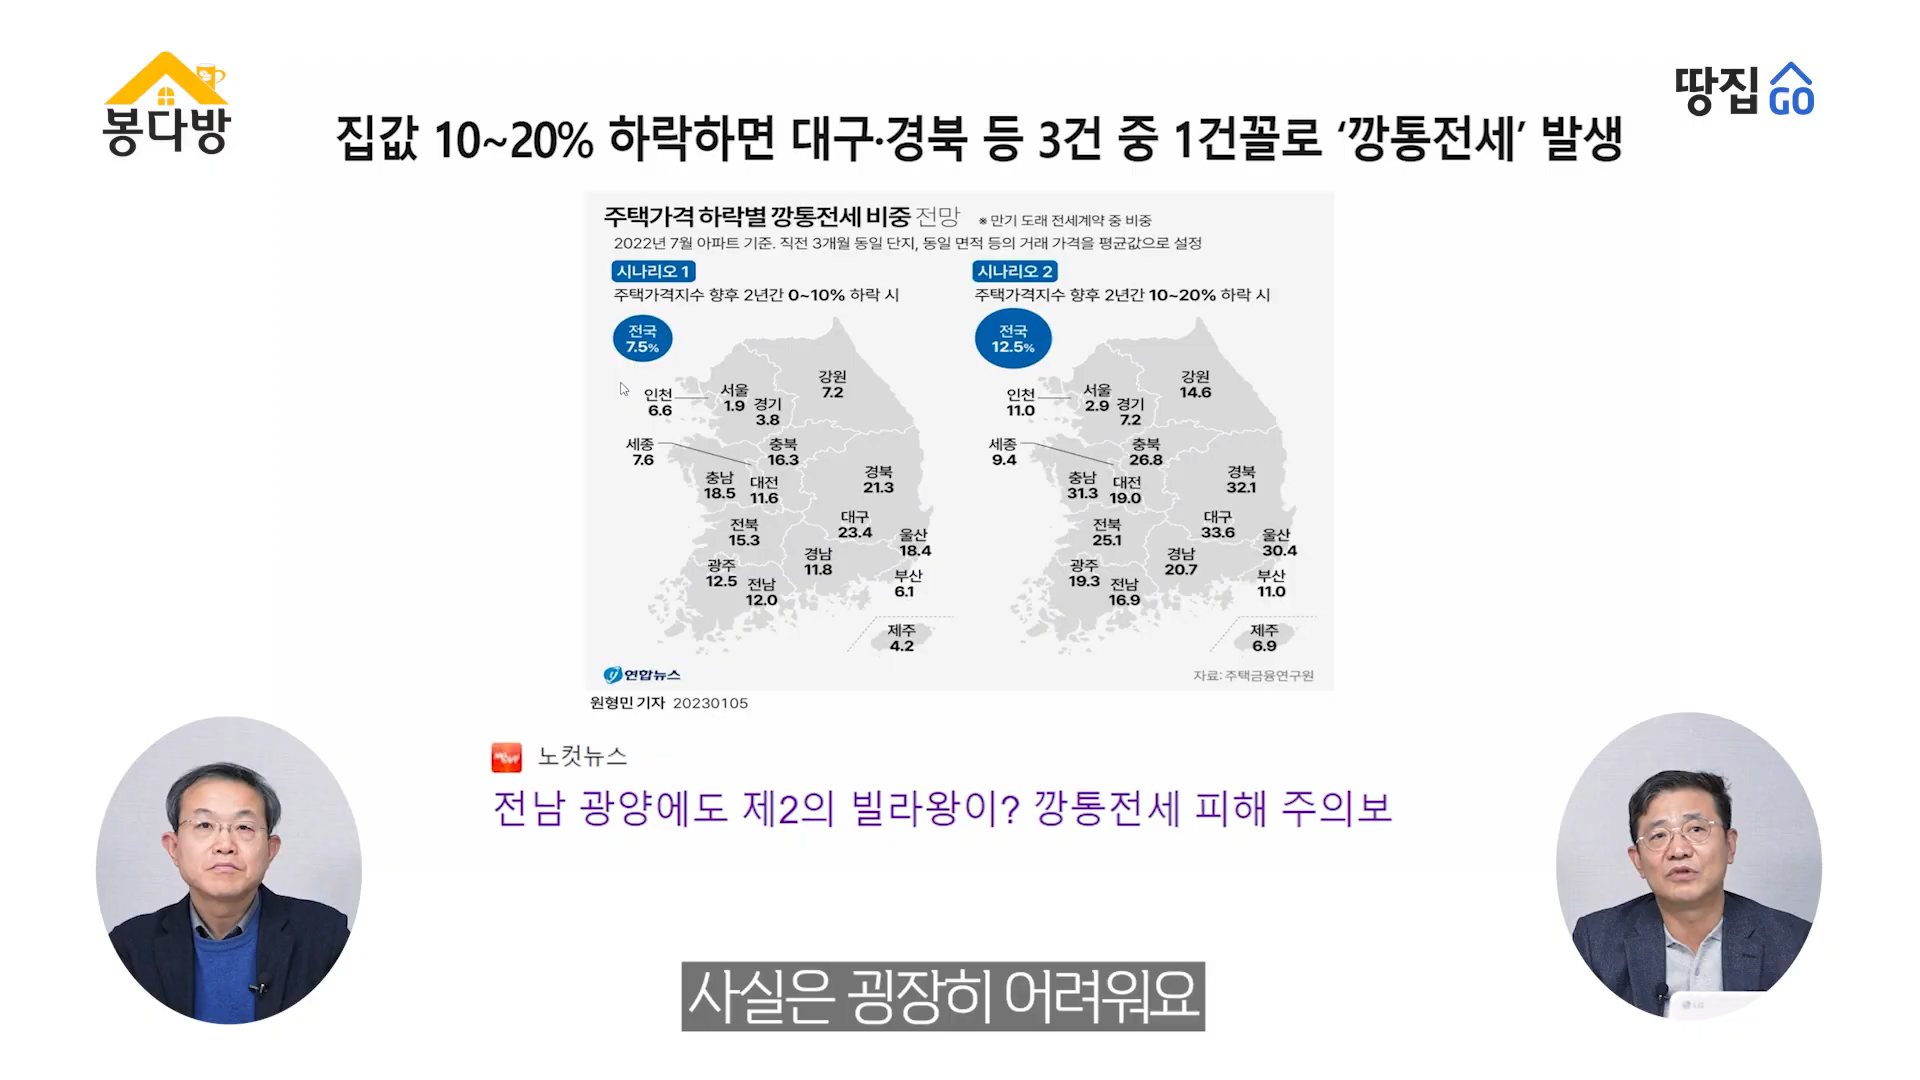 봉다방
땅집GO
집값 10~20% 하락하면 대구·경북 등 3건 중 1건꼴로 ‘깡통전세’ 발생
주택가격 하락별 깡통전세 비중 전망 ※ 만기 도래 전세계약 중 비중
2022년 7월 아파트 기준. 직전 3개월 동일 단지, 동일 면적 등의 거래 가격을 평균값으로 설정
시나리오 1
주택가격지수 향후 2년간 0~10% 하락 시
전국
7.5%
강원
7.2
인천
6.6
서울
1.9
경기
3.8
세종
7.6
충북
16.3
충남
18.5
대전
11.6
경북
21.3
전북
15.3
대구
23.4
울산
18.4
경남
11.8
광주
12.5
전남
12.0
부산
6.1
제주
4.2
시나리오 2
주택가격지수 향후 2년간 10~20% 하락 시
전국
12.5%
강원
14.6
인천
11.0
서울
2.9
경기
7.2
세종
9.4
충북
26.8
충남
31.3
대전
19.0
경북
32.1
전북
25.1
대구
33.6
울산
30.4
경남
20.7
광주
19.3
전남
16.9
부산
11.0
제주
6.9
연합뉴스
자료: 주택금융연구원
원형민 기자 20230105
노컷뉴스
전남 광양에도 제2의 빌라왕이? 깡통전세 피해 주의보
사실은 굉장히 어려워요
LG